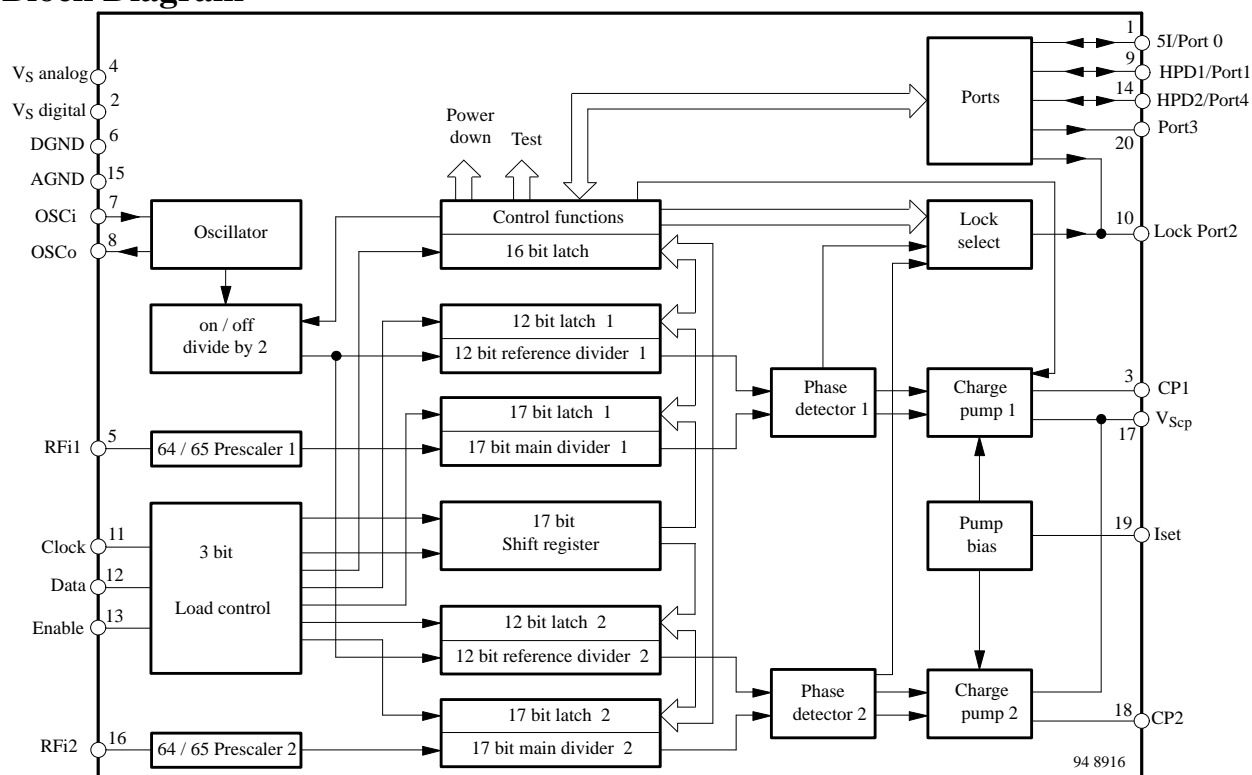 VS analog
4
VS digital
2
DGND
6
AGND
15
OSCi
7
OSCo
8
RFi1
5
Clock
11
Data
12
Enable
13
RFi2
16
Oscillator
on / off
divide by 2
64 / 65 Prescaler 1
3 bit
Load control
64 / 65 Prescaler 2
Power
down
Test
Control functions
16 bit latch
12 bit latch 1
12 bit reference divider 1
17 bit latch 1
17 bit main divider 1
17 bit
Shift register
12 bit latch 2
12 bit reference divider 2
17 bit latch 2
17 bit main divider 2
Phase
detector 1
Phase
detector 2
Ports
Lock
select
Charge
pump 1
Pump
bias
Charge
pump 2
1
5I/Port 0
9
HPD1/Port1
14
HPD2/Port4
Port3
20
10
Lock Port2
3
CP1
VScp
17
19
Iset
18
CP2
94 8916